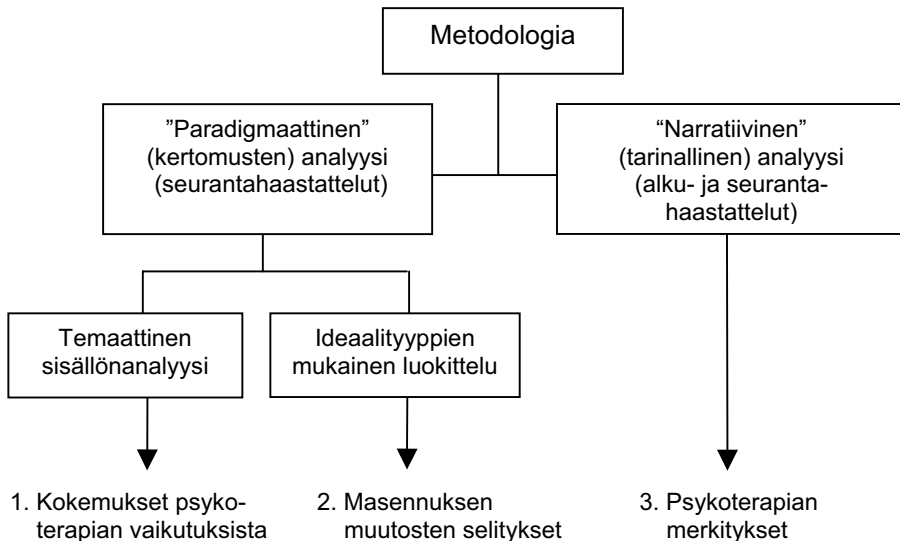 Metodologia
”Paradigmaattinen”
(kertomusten) analyysi
(seurantahaastattelut)
“Narratiivinen”
(tarinallinen) analyysi
(alku- ja seuranta-
haastattelut)
Temaattinen
sisällönanalyysi
Ideaalityyppien
mukainen luokittelu
1. Kokemukset psyko-
terapian vaikutuksista
2. Masennuksen
muutosten selitykset
3. Psykoterapian
merkitykset